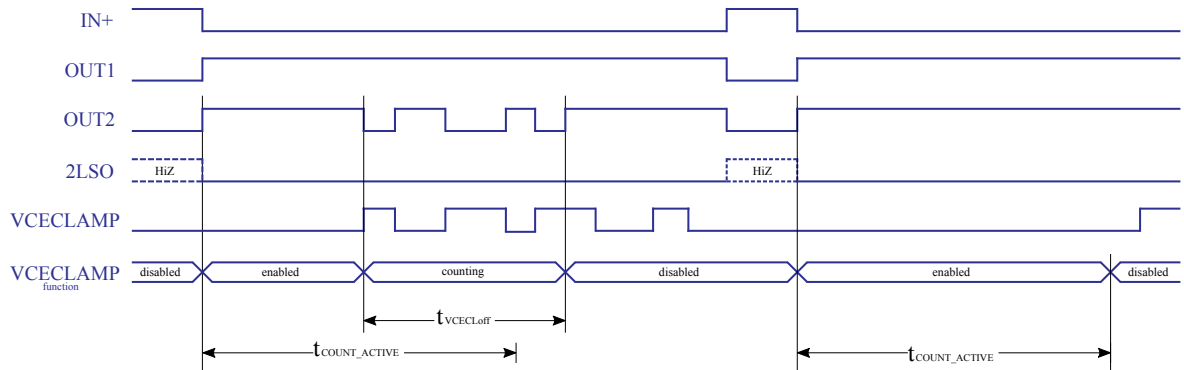 IN+
OUT1
OUT2
2LSO HiZ HiZ
VCECLAMP
VCECLAMP function disabled enabled counting disabled enabled disabled
tVCECLoff
tCOUNT_ACTIVE tCOUNT_ACTIVE